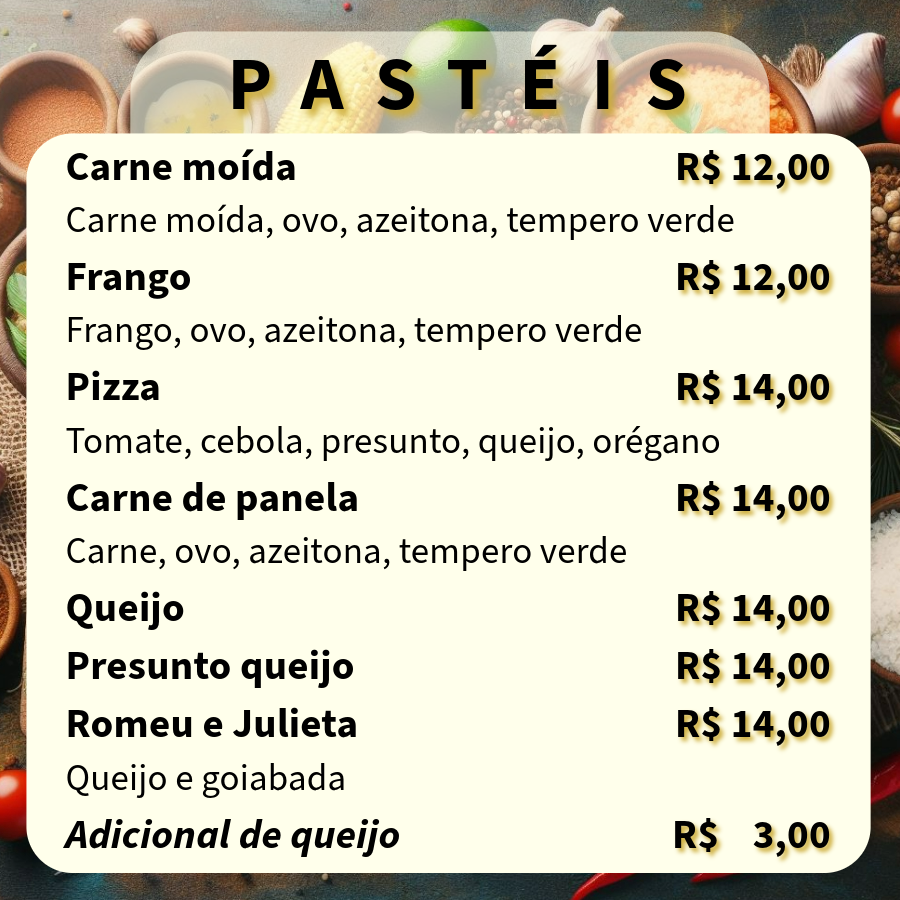 PASTÉIS
Carne moída R$ 12,00
Carne moída, ovo, azeitona, tempero verde
Frango R$ 12,00
Frango, ovo, azeitona, tempero verde
Pizza R$ 14,00
Tomate, cebola, presunto, queijo, orégano
Carne de panela R$ 14,00
Carne, ovo, azeitona, tempero verde
Queijo R$ 14,00
Presunto queijo R$ 14,00
Romeu e Julieta R$ 14,00
Queijo e goiabada
Adicional de queijo R$ 3,00